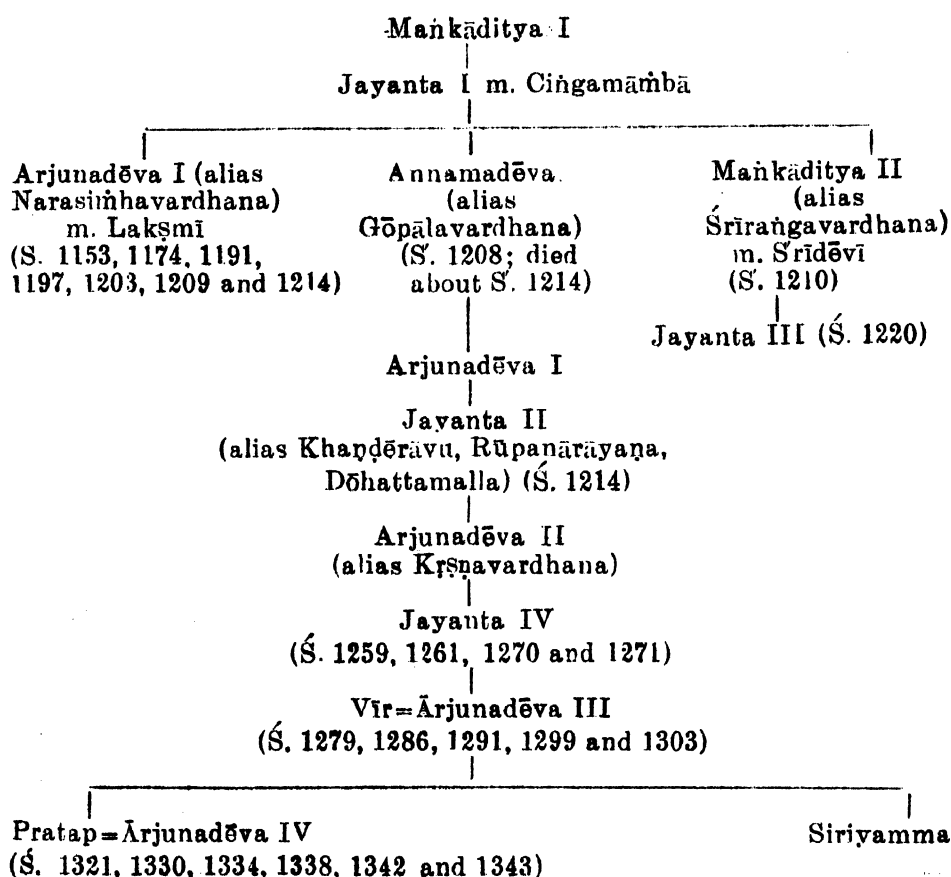 Maṅkāditya I
Jayanta I m. Ciṅgamāṁbā
Arjunadēva I (alias
Narasiṁhavardhana)
m. Lakṣmī
(S. 1153, 1174, 1191,
1197, 1203, 1209 and 1214)
Annamadēva.
(alias
Gōpālavardhana)
(S'. 1208; died
about S'. 1214)
Maṅkāditya II
(alias
Śrīraṅgavardhana)
m. S'rīdēvī
(S'. 1210)
Jayanta III (Ś. 1220)
Arjunadēva I
Jayanta II
(alias Khaṇḍērāvu, Rūpanārāyaṇa,
Dōhattamalla) (Ś. 1214)
Arjunadēva II
(alias Kṛṣṇavardhana)
Jayanta IV
(Ś. 1259, 1261, 1270 and 1271)
Vīr=Ārjunadēva III
(Ś. 1279, 1286, 1291, 1299 and 1303)
Pratap=Ārjunadēva IV
(Ś. 1321, 1330, 1334, 1338, 1342 and 1343)
Siriyamma